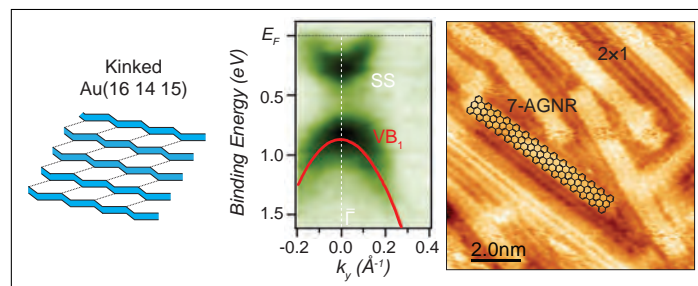 Kinked
Au(16 14 15)
Binding Energy (eV)
E_F
0.5
1.0
1.5
SS
VB₁
Γ̄
-0.2
0.0
0.2
0.4
k_y (Å⁻¹)
2×1
7-AGNR
2.0nm